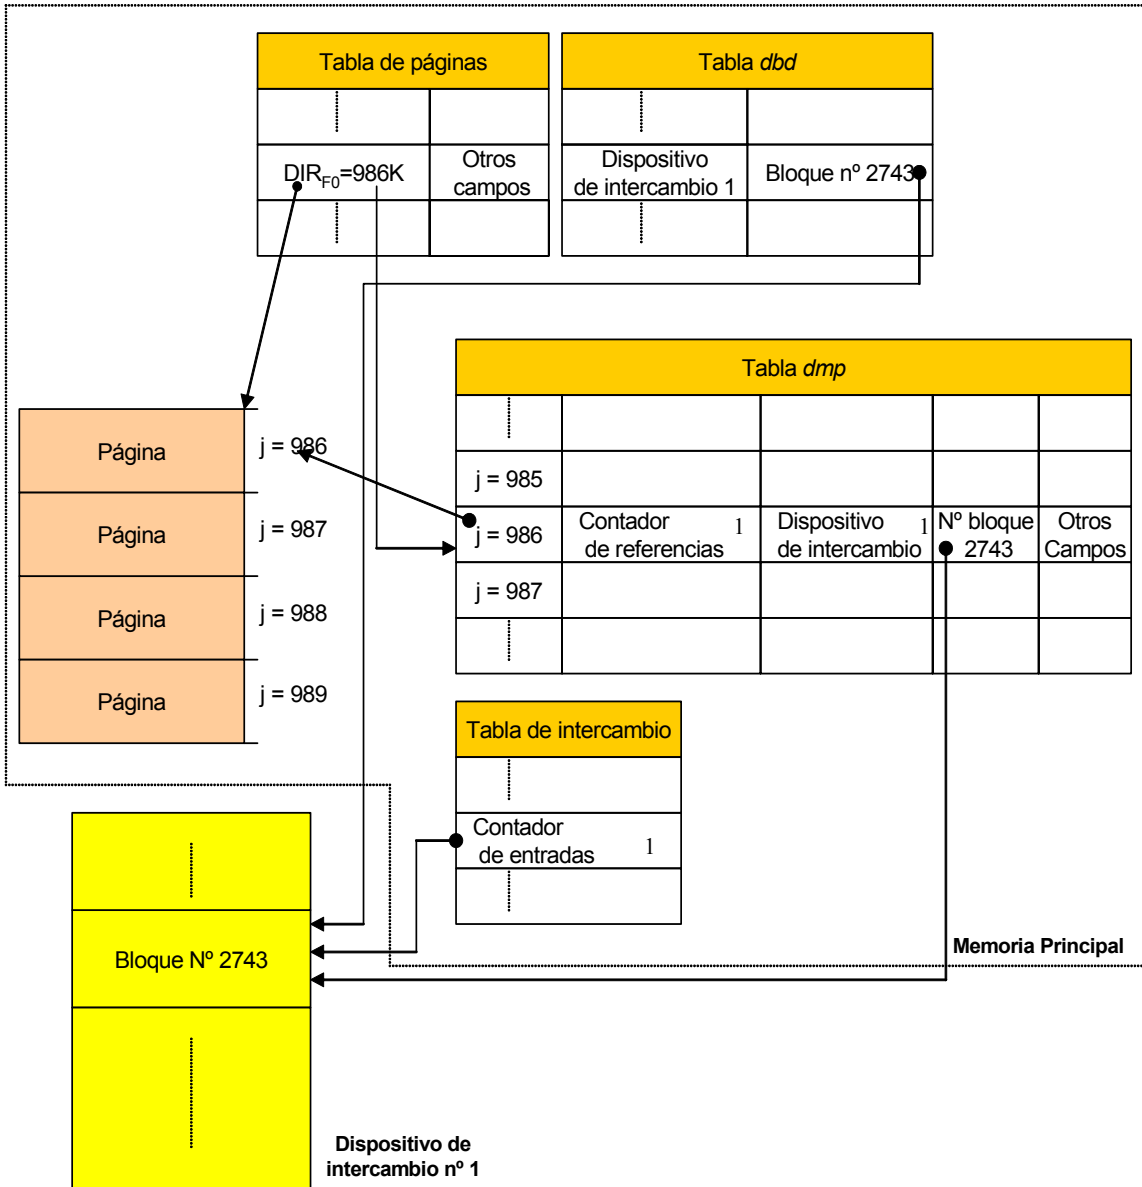 Tabla de páginas
Tabla dbd
DIRF0=986K
Otros
campos
Dispositivo
de intercambio 1
Bloque nº 2743
Tabla dmp
Página
j = 986
Página
j = 987
Página
j = 988
Página
j = 989
j = 985
j = 986
Contador
de referencias 1
Dispositivo
de intercambio 1
Nº bloque
2743
Otros
Campos
j = 987
Tabla de intercambio
Contador
de entradas 1
Memoria Principal
Bloque Nº 2743
Dispositivo de
intercambio nº 1